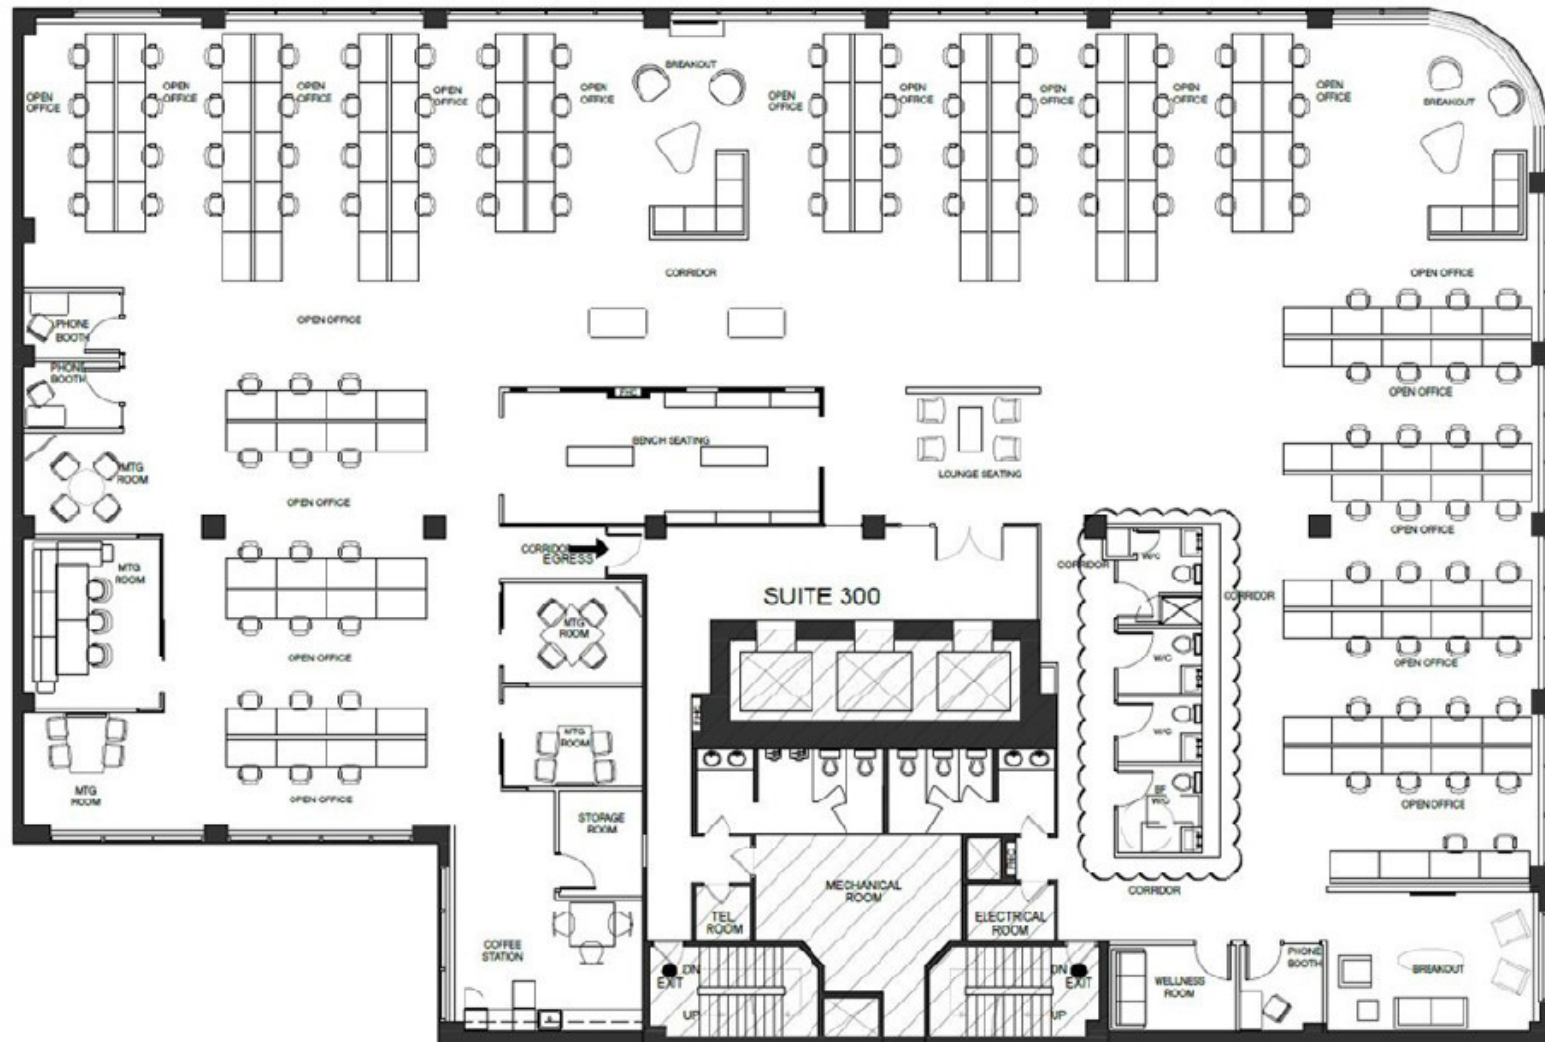 BREAKOUT
OPEN
OFFICE
OPEN
OFFICE
OPEN
OFFICE
OPEN
OFFICE
OPEN
OFFICE
OPEN
OFFICE
OPEN
OFFICE
OPEN
OFFICE
OPEN
OFFICE
OPEN
OFFICE
BREAKOUT
CORRIDOR
OPEN OFFICE
OPEN OFFICE
PHONE
BOOTH
PHONE
BOOTH
OPEN OFFICE
FHC
BENCH SEATING
MTG
ROOM
LOUNGE SEATING
OPEN OFFICE
OPEN OFFICE
CORRIDOR
EGRESS
MTG
ROOM
CORRIDOR
W/C
CORRIDOR
SUITE 300
MTG
ROOM
OPEN OFFICE
W/C
OPEN OFFICE
FHC
MTG
ROOM
W/C
MTG
ROOM
OPEN OFFICE
BF
W/C
OPEN OFFICE
STORAGE
ROOM
FHC
MECHANICAL
ROOM
CORRIDOR
TEL
ROOM
ELECTRICAL
ROOM
COFFEE
STATION
DN
EXIT
UP
DN
EXIT
UP
WELLNESS
ROOM
PHONE
BOOTH
BREAKOUT